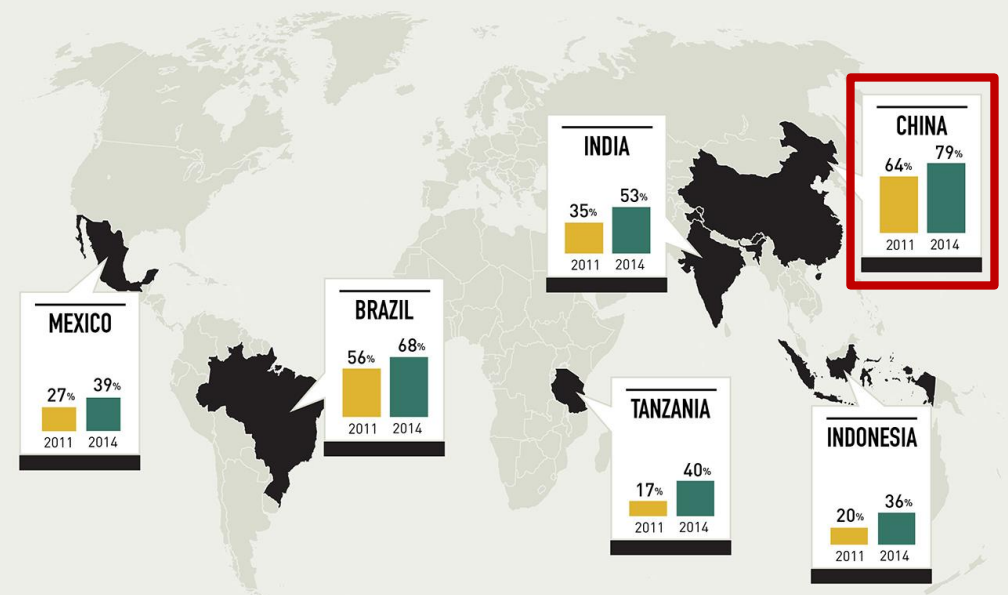 CHINA
64% 79%
2011 2014
INDIA
35% 53%
2011 2014
MEXICO
27% 39%
2011 2014
BRAZIL
56% 68%
2011 2014
TANZANIA
17% 40%
2011 2014
INDONESIA
20% 36%
2011 2014